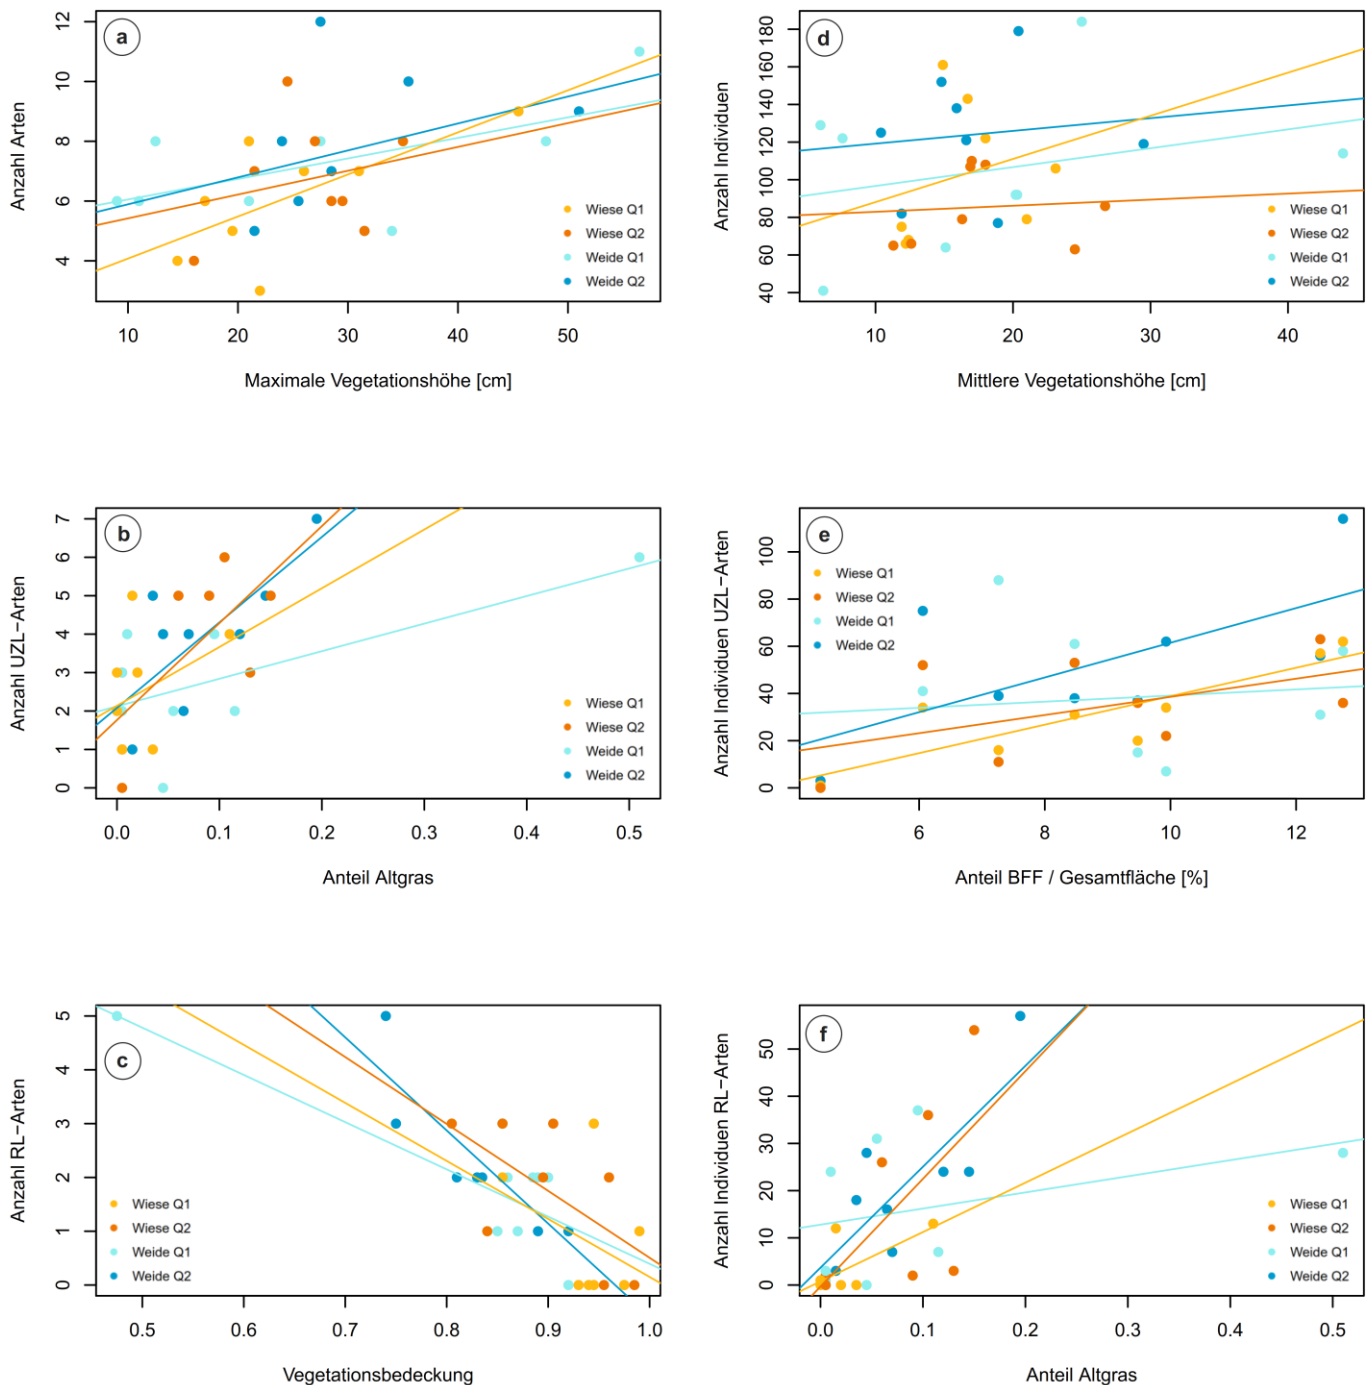 a
Anzahl Arten
12
10
8
6
4
Wiese Q1
Wiese Q2
Weide Q1
Weide Q2
10 20 30 40 50
Maximale Vegetationshöhe [cm]
d
Anzahl Individuen
180
160
140
120
100
80
60
40
Wiese Q1
Wiese Q2
Weide Q1
Weide Q2
10 20 30 40
Mittlere Vegetationshöhe [cm]
b
Anzahl UZL−Arten
7
6
5
4
3
2
1
0
Wiese Q1
Wiese Q2
Weide Q1
Weide Q2
0.0 0.1 0.2 0.3 0.4 0.5
Anteil Altgras
e
Anzahl Individuen UZL−Arten
100
80
60
40
20
0
Wiese Q1
Wiese Q2
Weide Q1
Weide Q2
6 8 10 12
Anteil BFF / Gesamtfläche [%]
c
Anzahl RL−Arten
5
4
3
2
1
0
Wiese Q1
Wiese Q2
Weide Q1
Weide Q2
0.5 0.6 0.7 0.8 0.9 1.0
Vegetationsbedeckung
f
Anzahl Individuen RL−Arten
50
40
30
20
10
0
Wiese Q1
Wiese Q2
Weide Q1
Weide Q2
0.0 0.1 0.2 0.3 0.4 0.5
Anteil Altgras